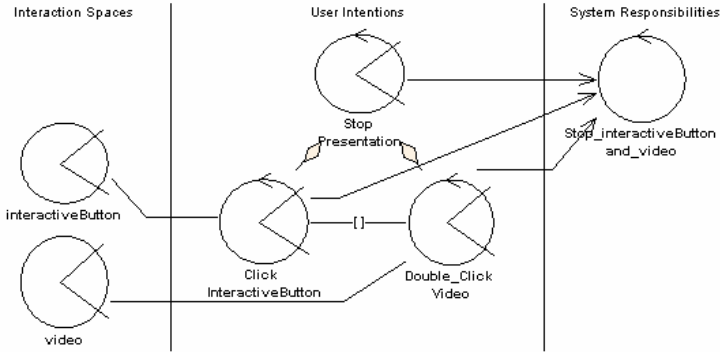 Interaction Spaces
User Intentions
System Responsibilities
Stop
Presentation
Stop_interactiveButton
and_video
interactiveButton
[ ]
Click
InteractiveButton
Double_Click
Video
video